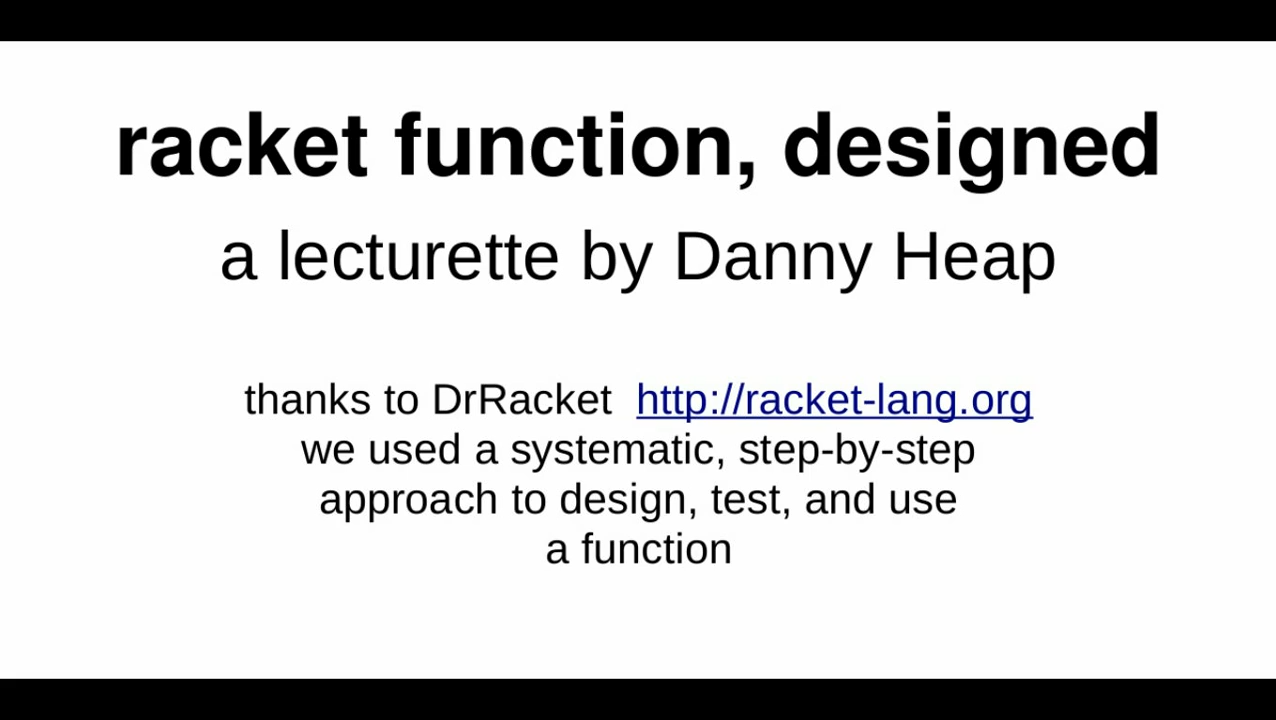 racket function, designed
a lecturette by Danny Heap
thanks to DrRacket http://racket-lang.org
we used a systematic, step-by-step
approach to design, test, and use
a function